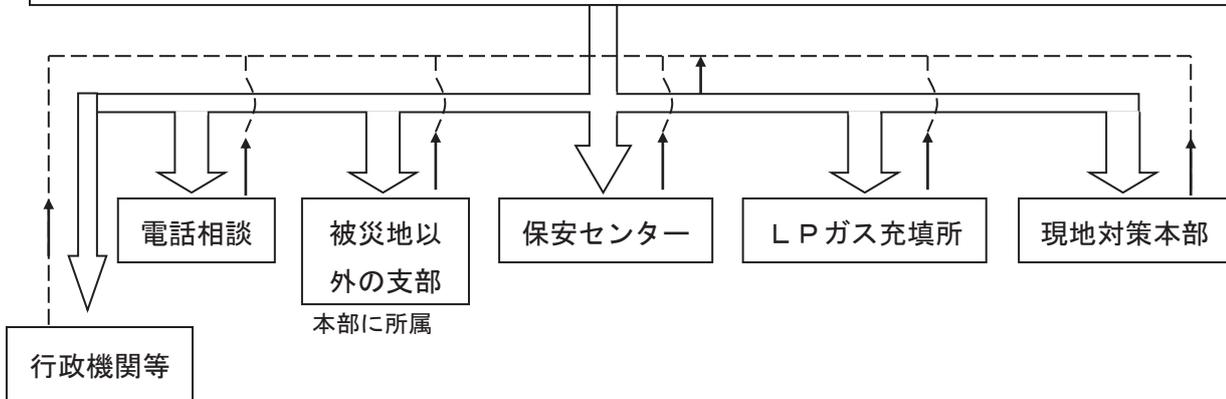 電話相談
被災地以
外の支部
保安センター
ＬＰガス充填所
現地対策本部
本部に所属
行政機関等